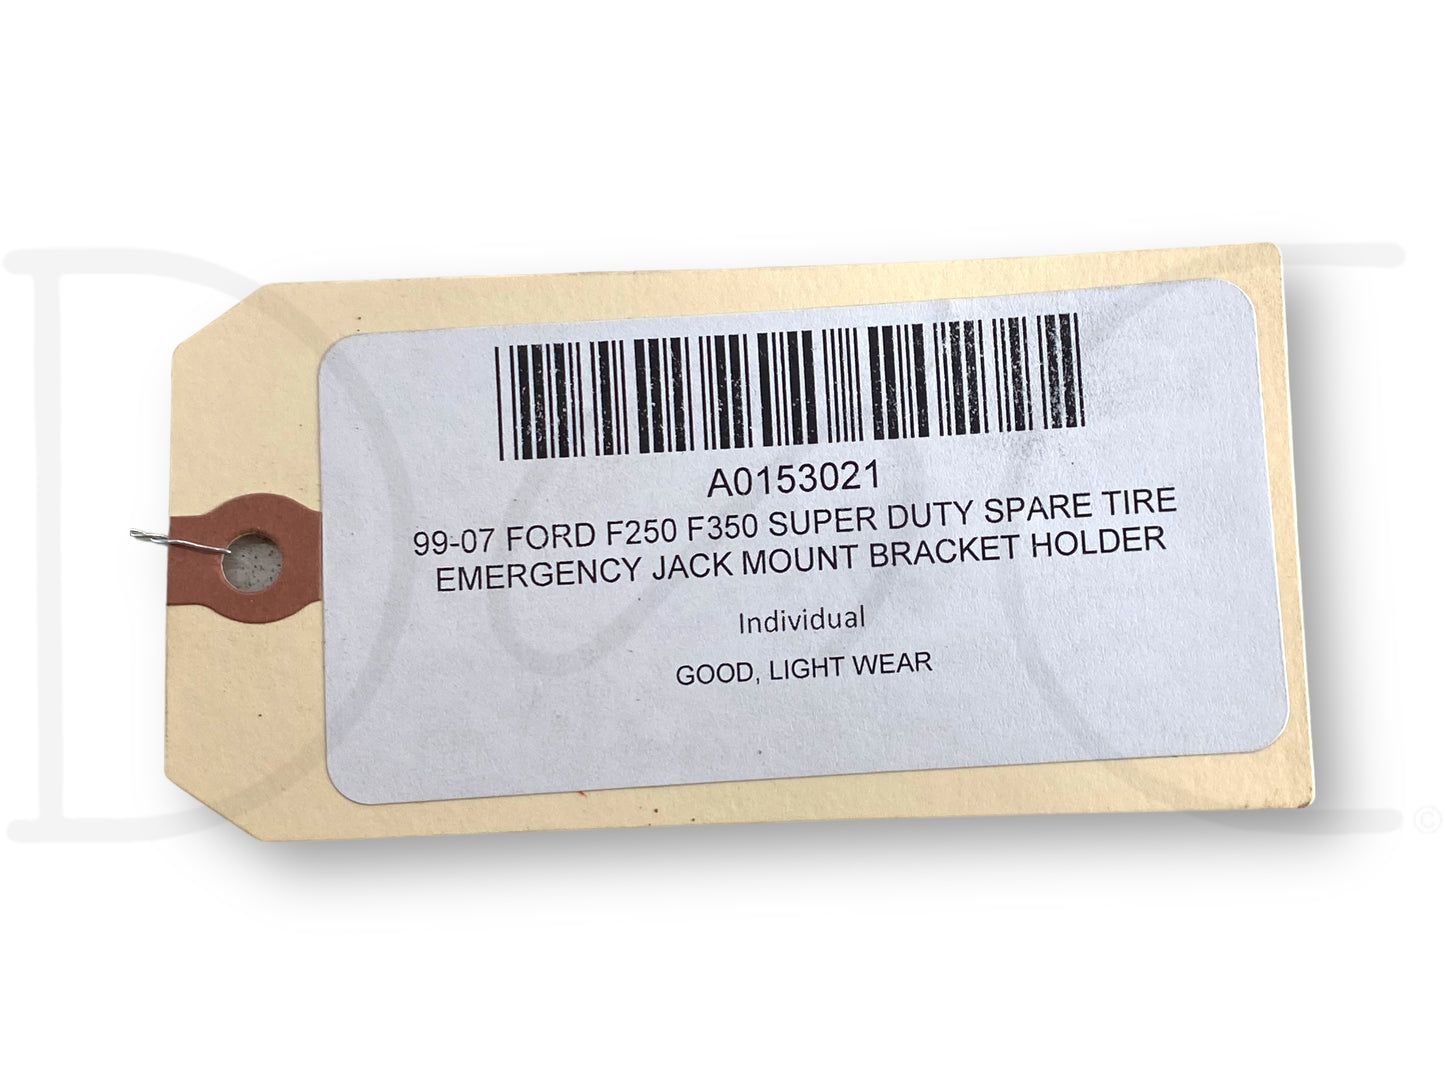 A0153021
99-07 FORD F250 F350 SUPER DUTY SPARE TIRE
EMERGENCY JACK MOUNT BRACKET HOLDER
Individual
GOOD, LIGHT WEAR
©